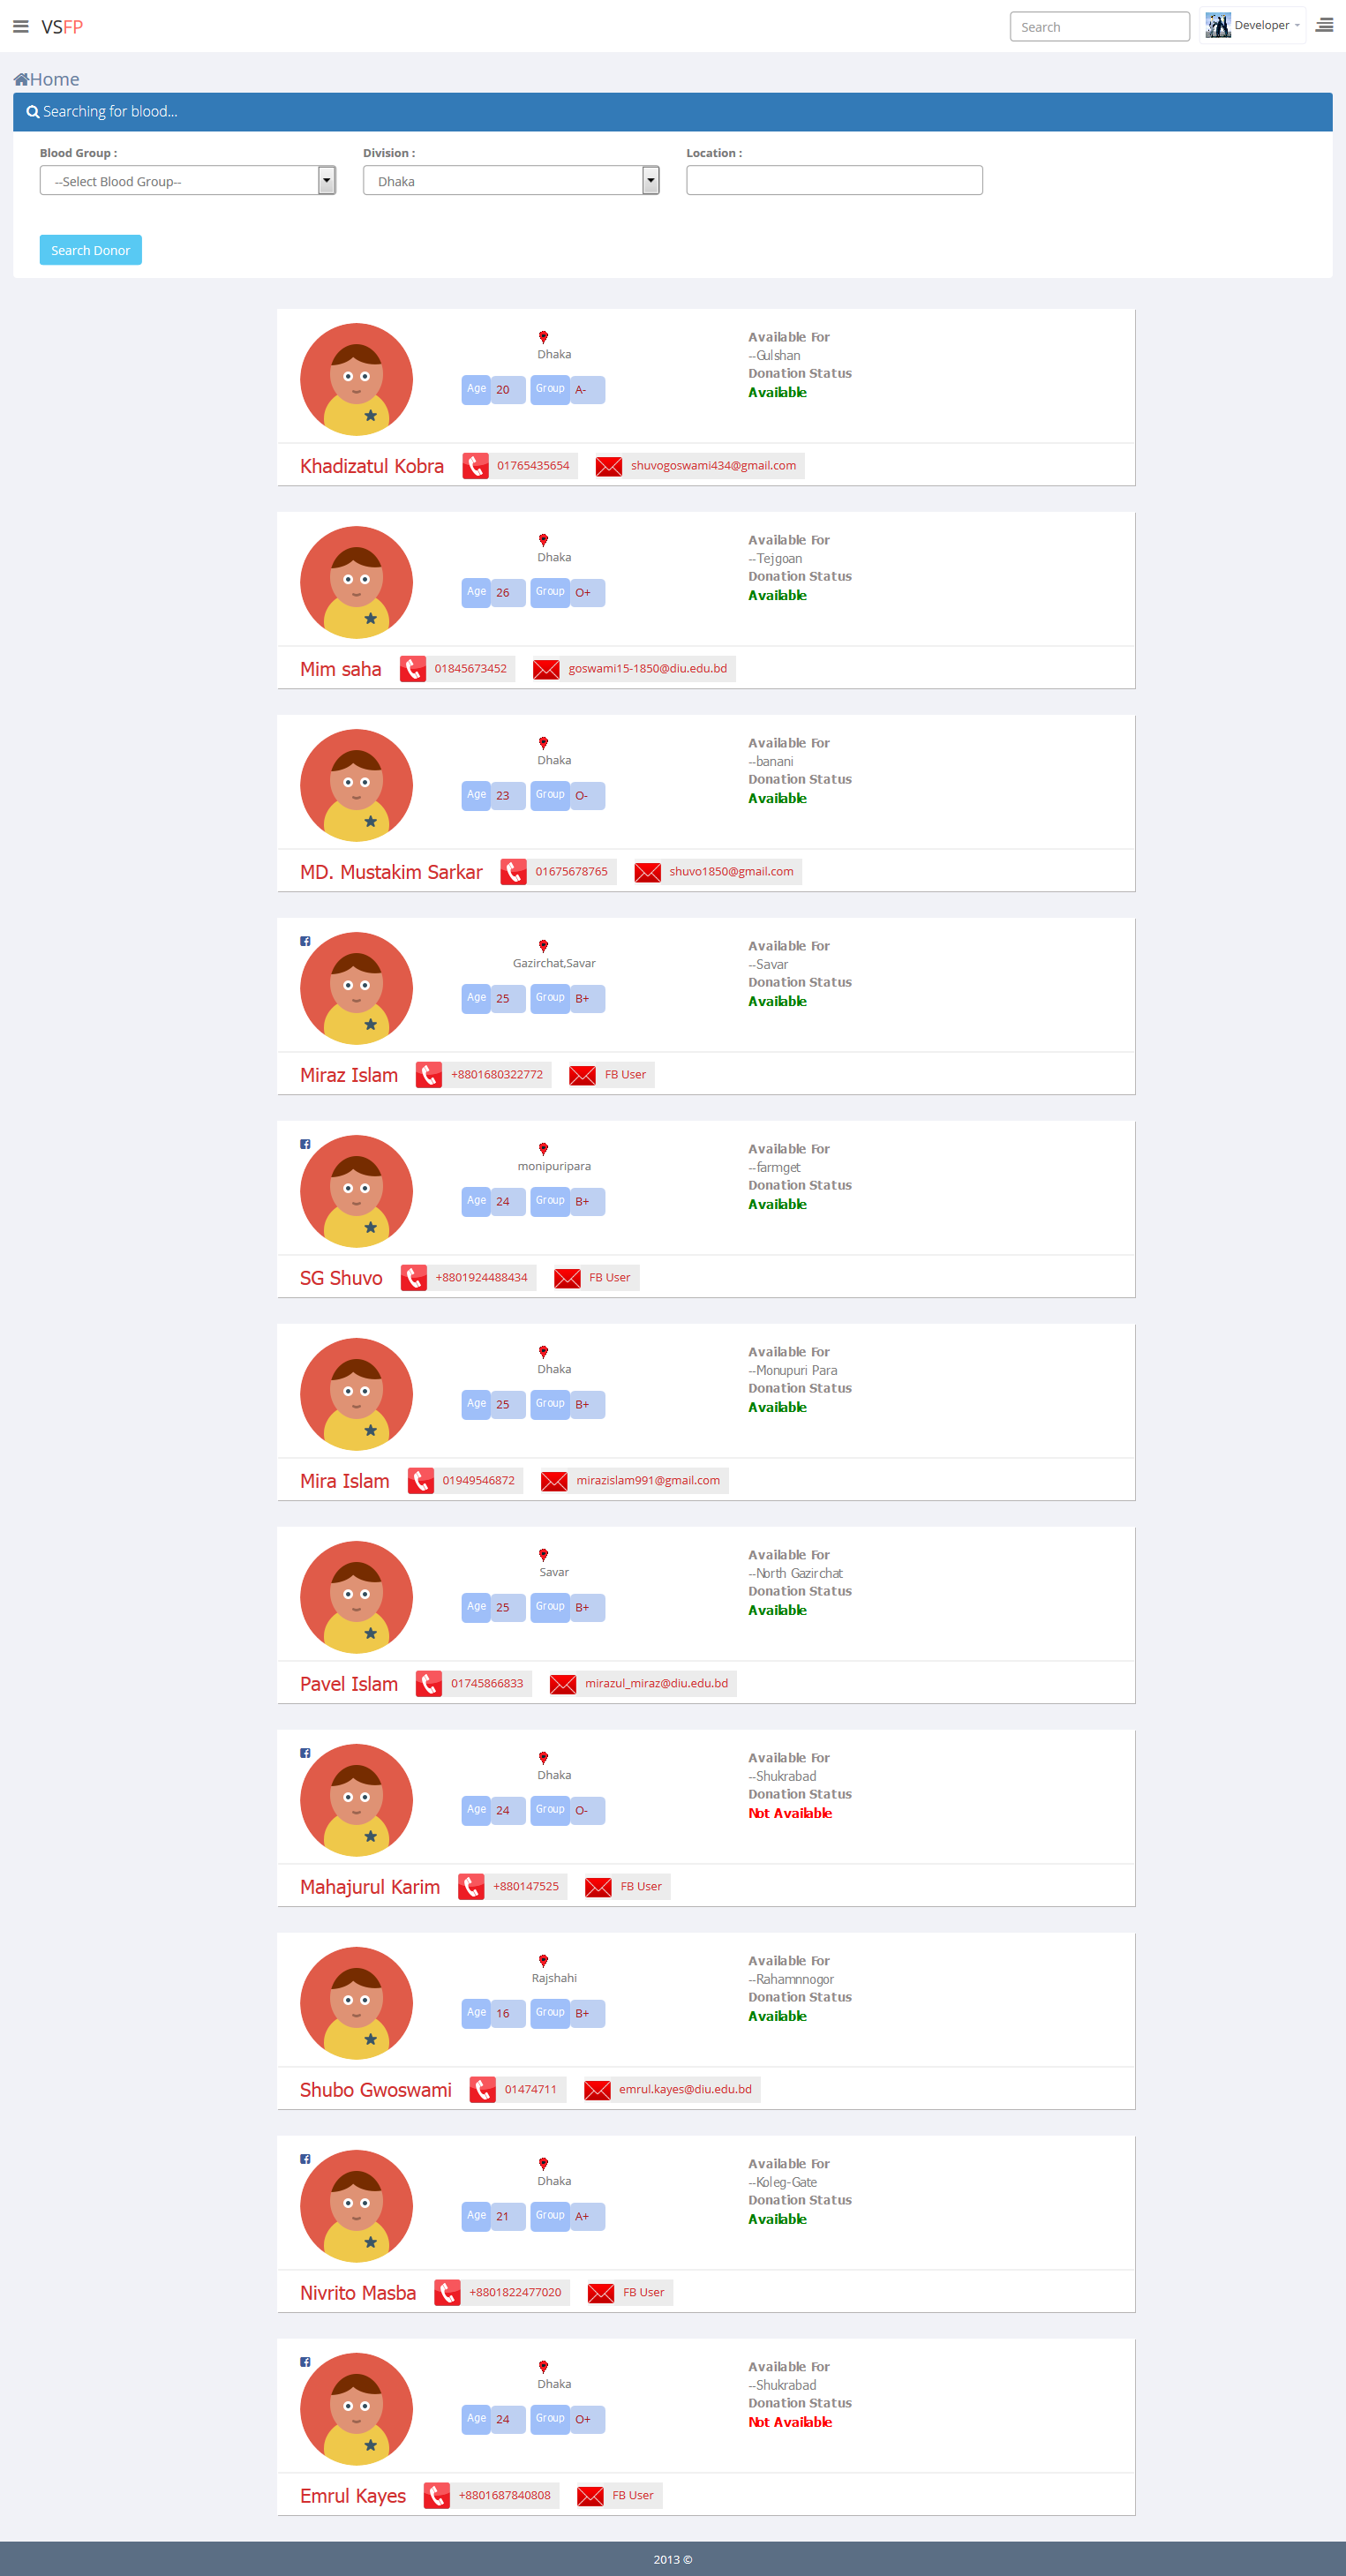 VSFP
Search
Developer
Home
Searching for blood...
Blood Group :
Division :
Location :
--Select Blood Group--
Dhaka
Search Donor
Dhaka
Age 20 Group A-
Available For
--Gulshan
Donation Status
Available
Khadizatul Kobra 01765435654 shuvogoswami434@gmail.com
Dhaka
Age 26 Group O+
Available For
--Tejgoan
Donation Status
Available
Mim saha 01845673452 goswami15-1850@diu.edu.bd
Dhaka
Age 23 Group O-
Available For
--banani
Donation Status
Available
MD. Mustakim Sarkar 01675678765 shuvo1850@gmail.com
Gazirchat,Savar
Age 25 Group B+
Available For
--Savar
Donation Status
Available
Miraz Islam +8801680322772 FB User
monipuripara
Age 24 Group B+
Available For
--farmget
Donation Status
Available
SG Shuvo +8801924488434 FB User
Dhaka
Age 25 Group B+
Available For
--Monupuri Para
Donation Status
Available
Mira Islam 01949546872 mirazislam991@gmail.com
Savar
Age 25 Group B+
Available For
--North Gazirchat
Donation Status
Available
Pavel Islam 01745866833 mirazul_miraz@diu.edu.bd
Dhaka
Age 24 Group O-
Available For
--Shukrabad
Donation Status
Not Available
Mahajurul Karim +880147525 FB User
Rajshahi
Age 16 Group B+
Available For
--Rahamnnogor
Donation Status
Available
Shubo Gwoswami 01474711 emrul.kayes@diu.edu.bd
Dhaka
Age 21 Group A+
Available For
--Koleg-Gate
Donation Status
Available
Nivrito Masba +8801822477020 FB User
Dhaka
Age 24 Group O+
Available For
--Shukrabad
Donation Status
Not Available
Emrul Kayes +8801687840808 FB User
2013 ©